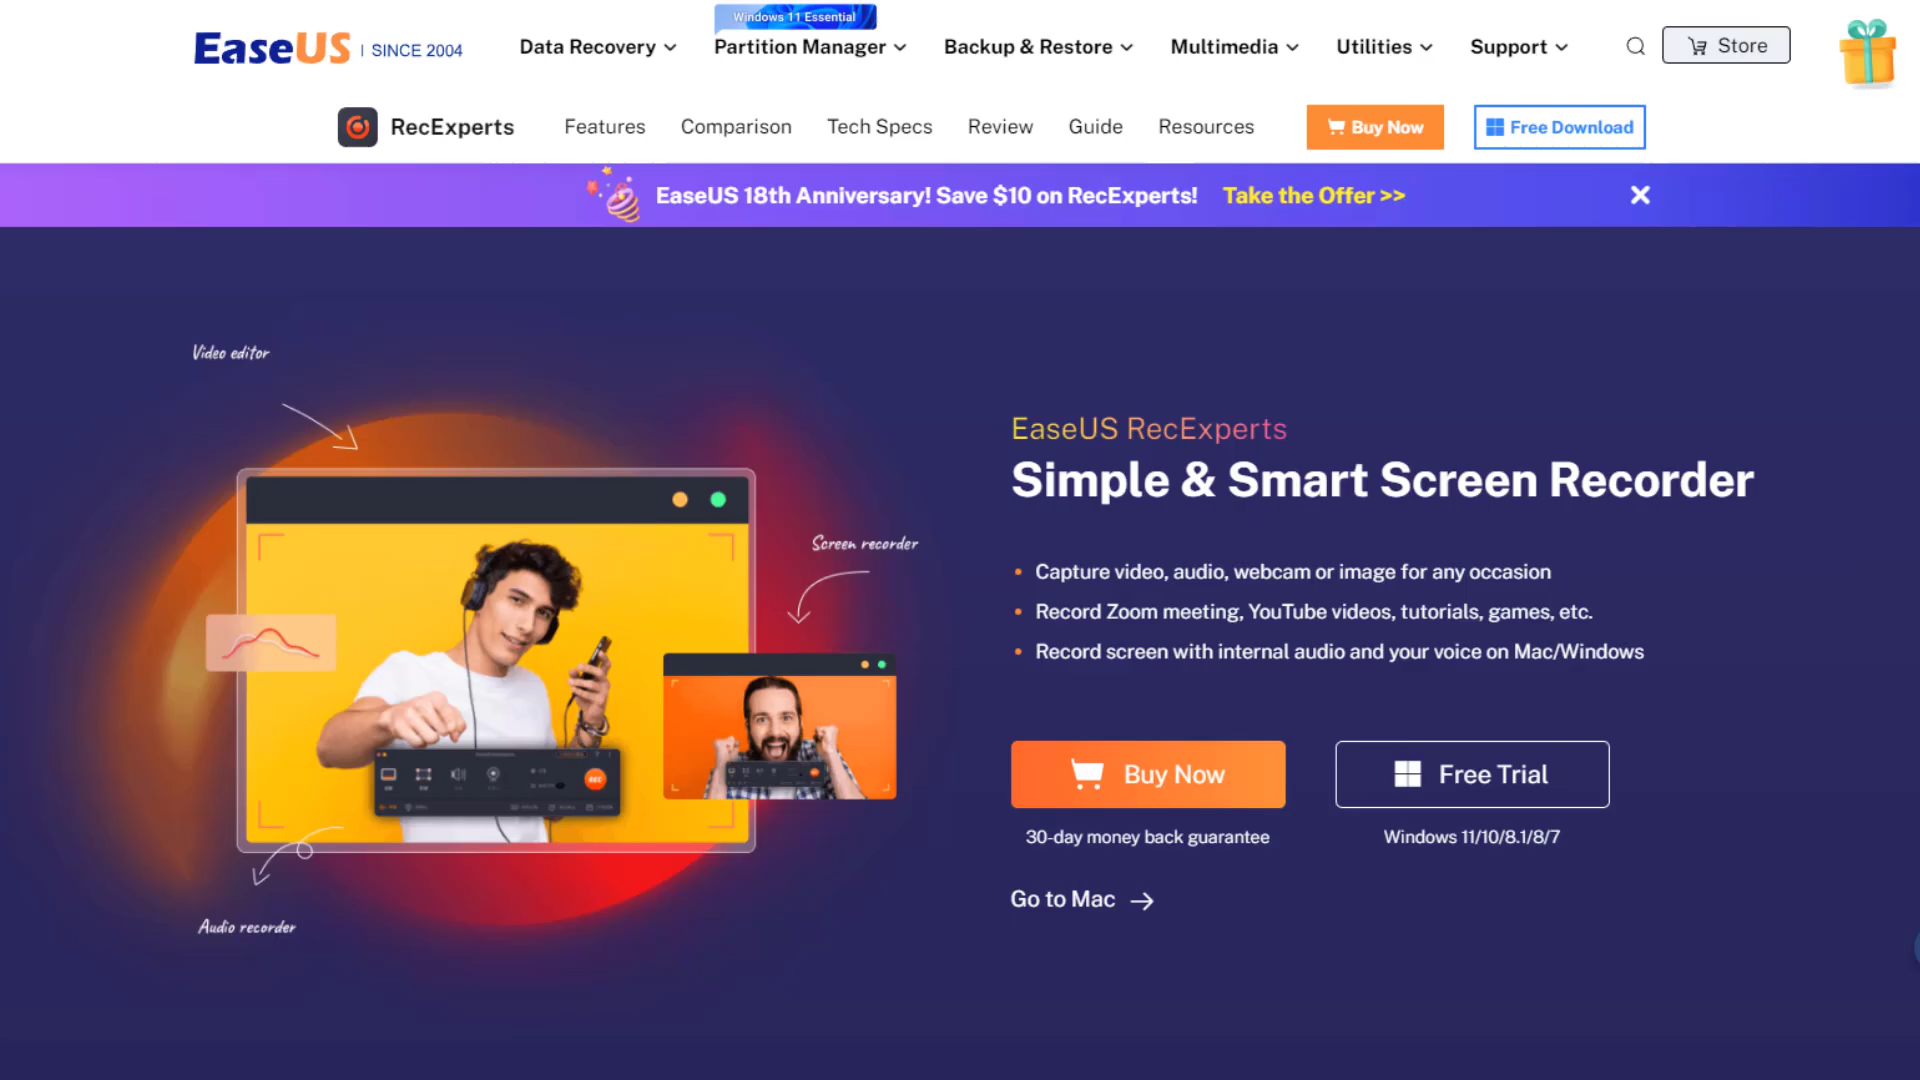 Windows 11 Essential
EaseUS | SINCE 2004
Data Recovery
Partition Manager
Backup & Restore
Multimedia
Utilities
Support
Store
RecExperts
Features
Comparison
Tech Specs
Review
Guide
Resources
Buy Now
Free Download
EaseUS 18th Anniversary! Save $10 on RecExperts! Take the Offer >>
Video editor
Screen recorder
REC
Audio recorder
EaseUS RecExperts
Simple & Smart Screen Recorder
• Capture video, audio, webcam or image for any occasion
• Record Zoom meeting, YouTube videos, tutorials, games, etc.
• Record screen with internal audio and your voice on Mac/Windows
Buy Now
30-day money back guarantee
Free Trial
Windows 11/10/8.1/8/7
Go to Mac